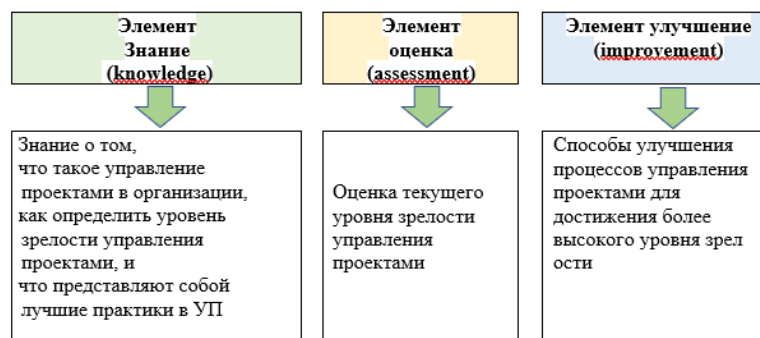 Элемент
Знание
(knowledge)
Элемент
оценка
(assessment)
Элемент улучшение
(improvement)
Знание о том,
что такое управление
проектами в организации,
как определить уровень
зрелости управления
проектами, и
что представляют собой
лучшие практики в УП
Оценка текущего
уровня зрелости
управления
проектами
Способы улучшения
процессов управления
проектами для
достижения более
высокого уровня зрел
ости